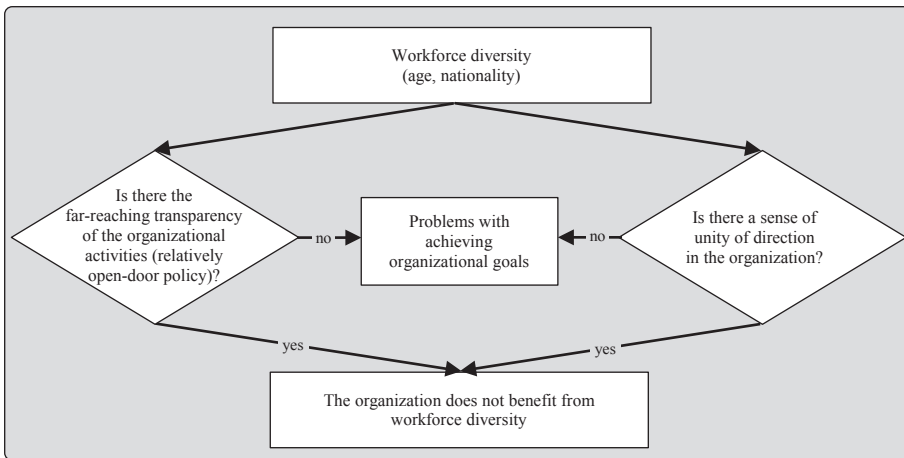 Workforce diversity
(age, nationality)
Is there the
far-reaching transparency
of the organizational
activities (relatively
open-door policy)?
no
Problems with
achieving
organizational goals
no
Is there a sense of
unity of direction
in the organization?
yes
yes
The organization does not benefit from
workforce diversity